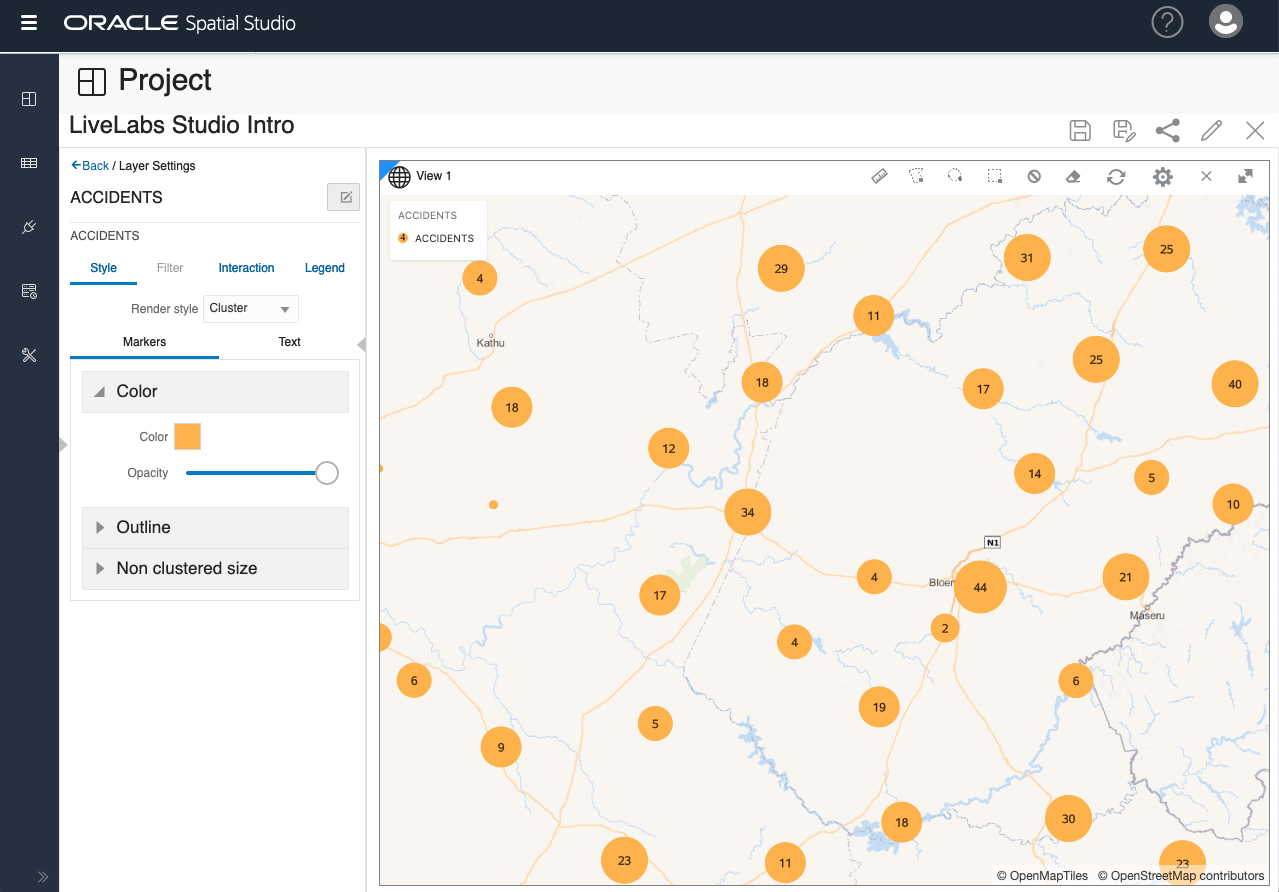 ORACLE Spatial Studio
?
Project
LiveLabs Studio Intro
Back / Layer Settings
ACCIDENTS
ACCIDENTS
Style Filter Interaction Legend
Render style Cluster
Markers Text
Color
Color
Opacity
Outline
Non clustered size
View 1
ACCIDENTS
4 ACCIDENTS
25
31
29
4
11
Kathu
25
18
40
17
18
12
14
5
10
34
N1
4
21
Bloem
44
17
Maseru
2
4
6
6
19
5
9
30
18
23
11
23
© OpenMapTiles © OpenStreetMap contributors